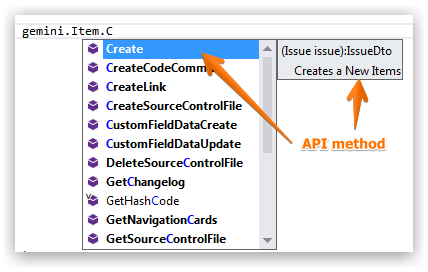 gemini.Item.C
Create
(Issue issue):IssueDto
CreateCodeComm
Creates a New Items
CreateLink
CreateSourceControlFile
CustomFieldDataCreate
API method
CustomFieldDataUpdate
DeleteSourceControlFile
GetChangelog
GetHashCode
GetNavigationCards
GetSourceControlFile